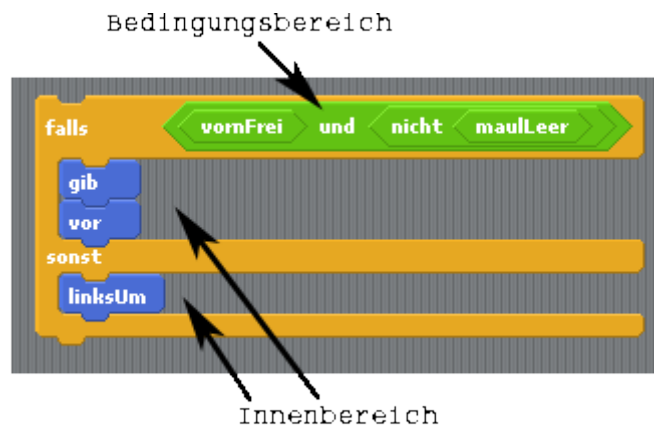 Bedingungsbereich
falls vornFrei und nicht maulLeer
gib
vor
sonst
linksUm
Innenbereich